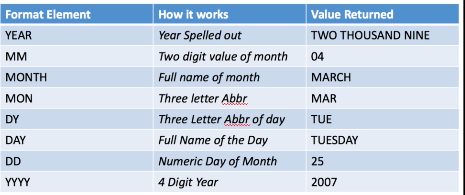 Format Element How it works Value Returned
YEAR Year Spelled out TWO THOUSAND NINE
MM Two digit value of month 04
MONTH Full name of month MARCH
MON Three letter Abbr MAR
DY Three Letter Abbr of day TUE
DAY Full Name of the Day TUESDAY
DD Numeric Day of Month 25
YYYY 4 Digit Year 2007